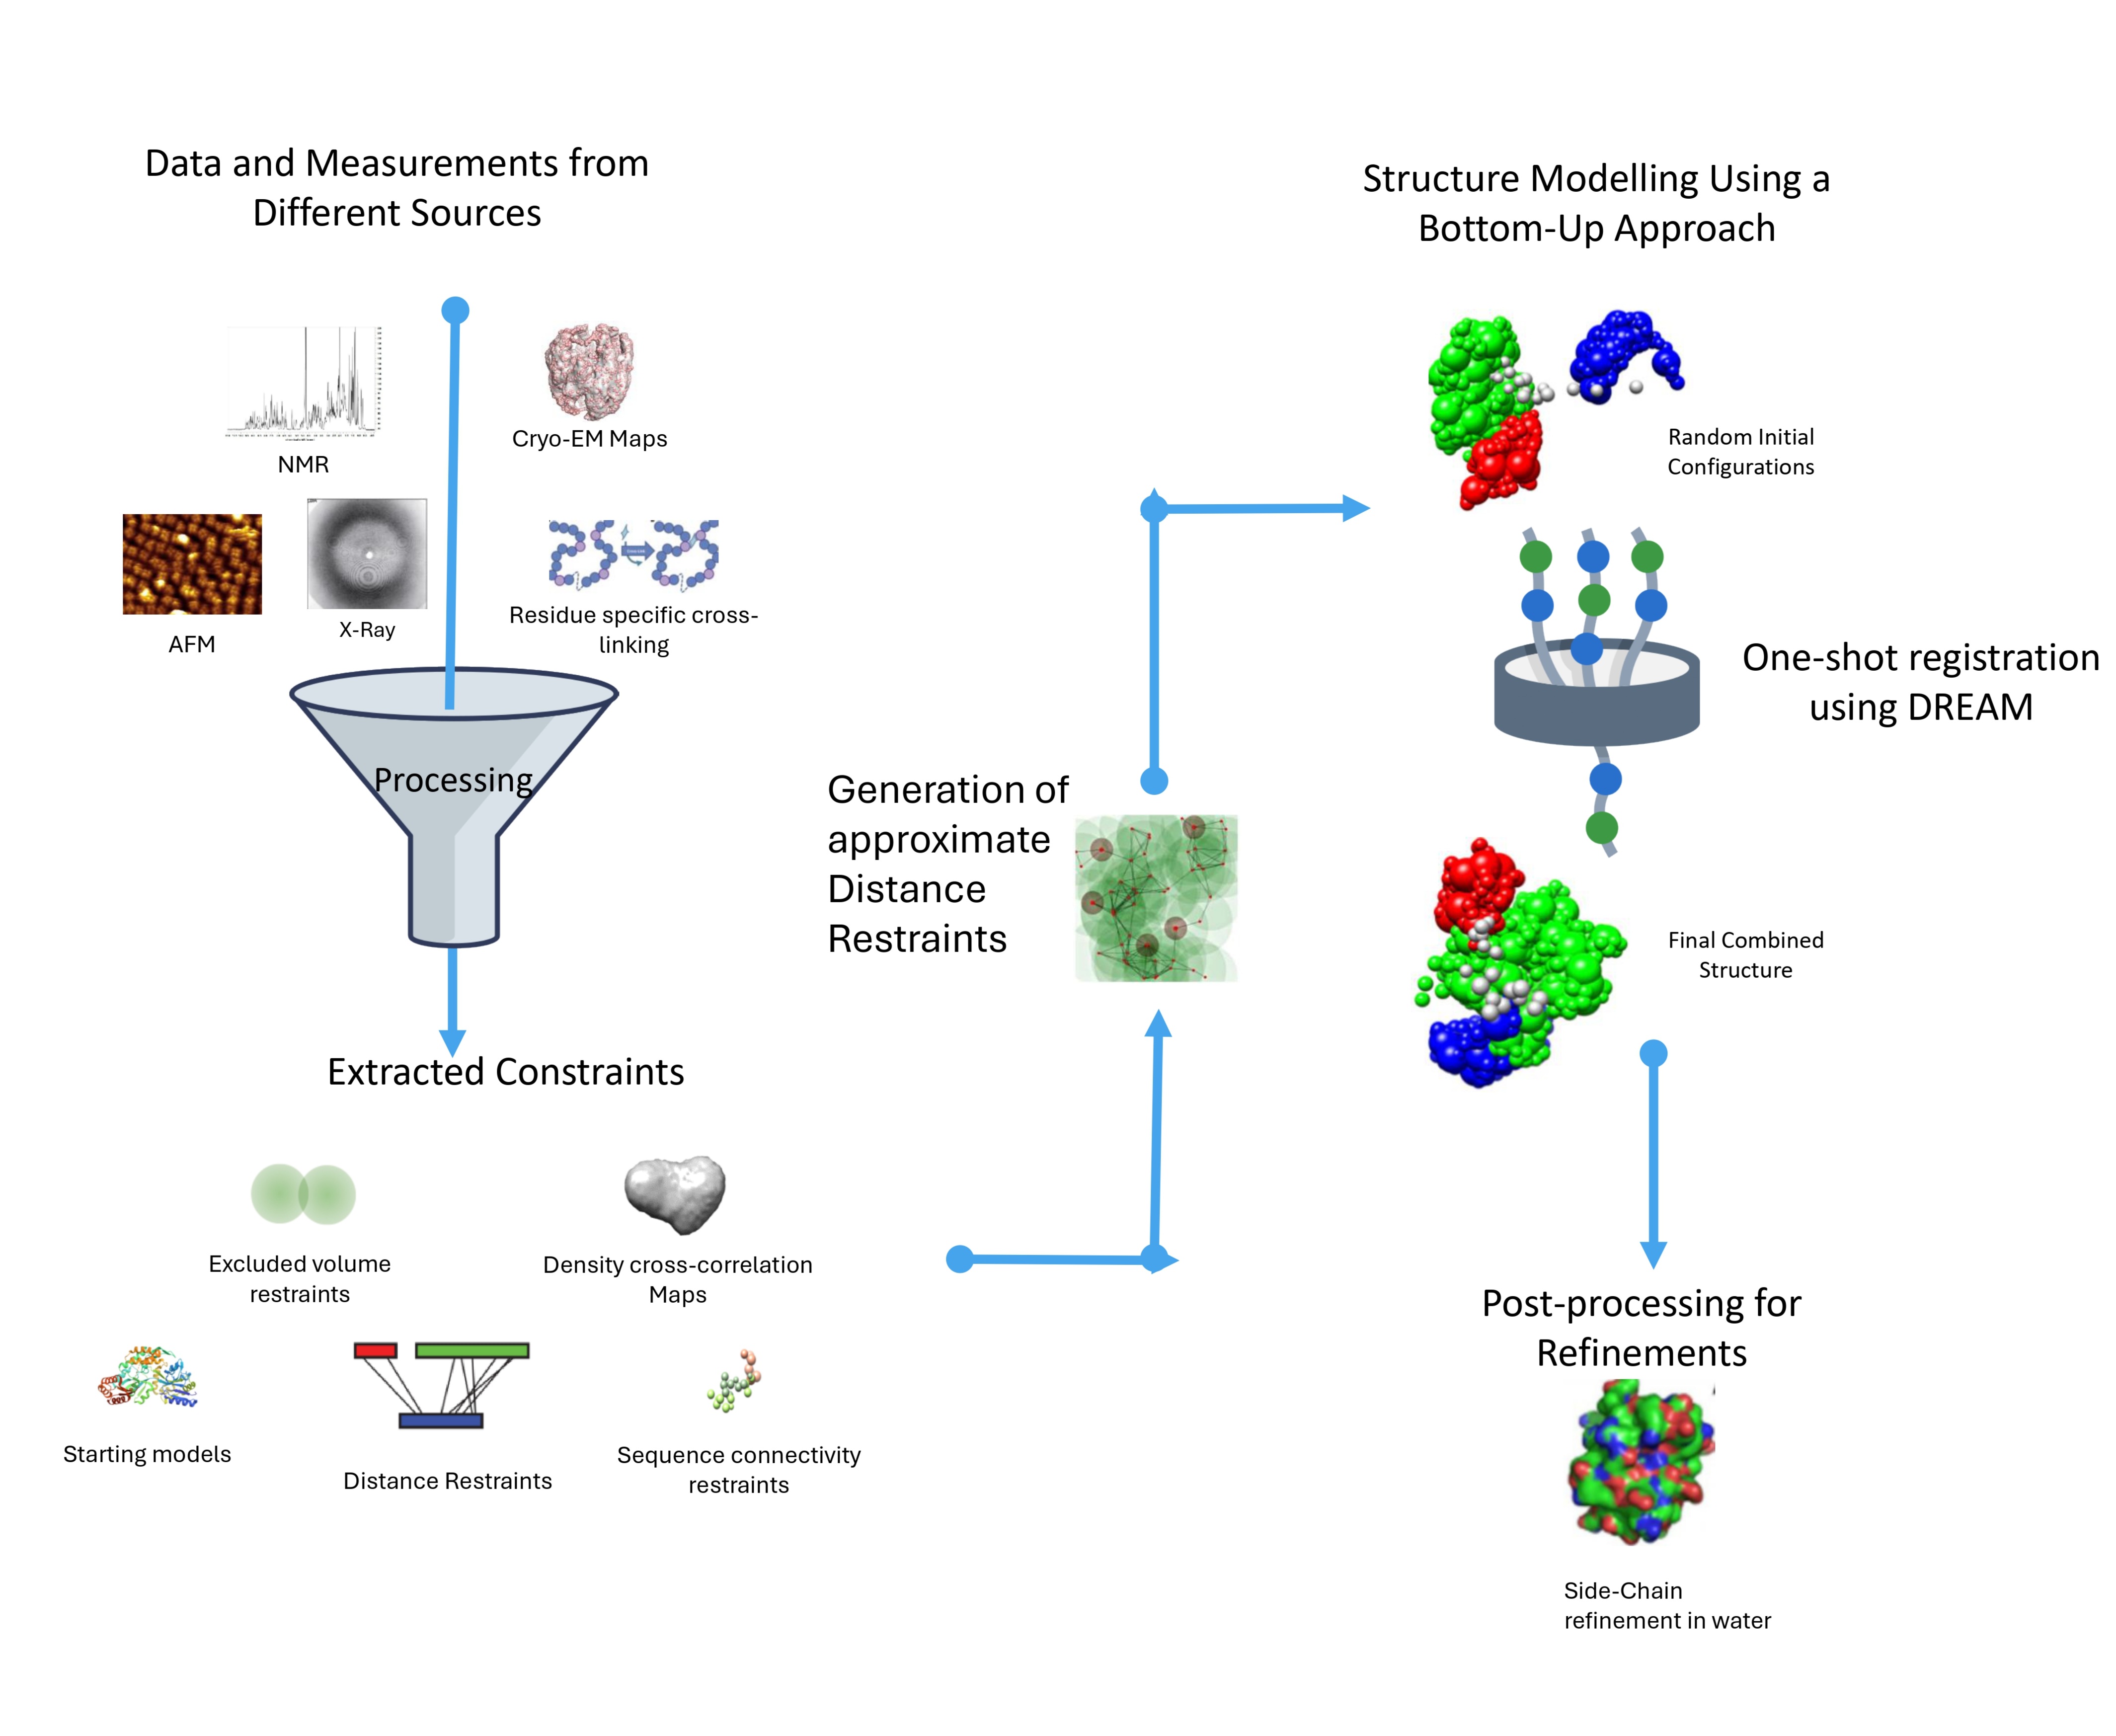 Data and Measurements from
Different Sources
NMR
Cryo-EM Maps
AFM
X-Ray
Residue specific cross-
linking
Processing
Extracted Constraints
Excluded volume
restraints
Density cross-correlation
Maps
Starting models
Distance Restraints
Sequence connectivity
restraints
Generation of
approximate
Distance
Restraints
Structure Modelling Using a
Bottom-Up Approach
Random Initial
Configurations
One-shot registration
using DREAM
Final Combined
Structure
Post-processing for
Refinements
Side-Chain
refinement in water